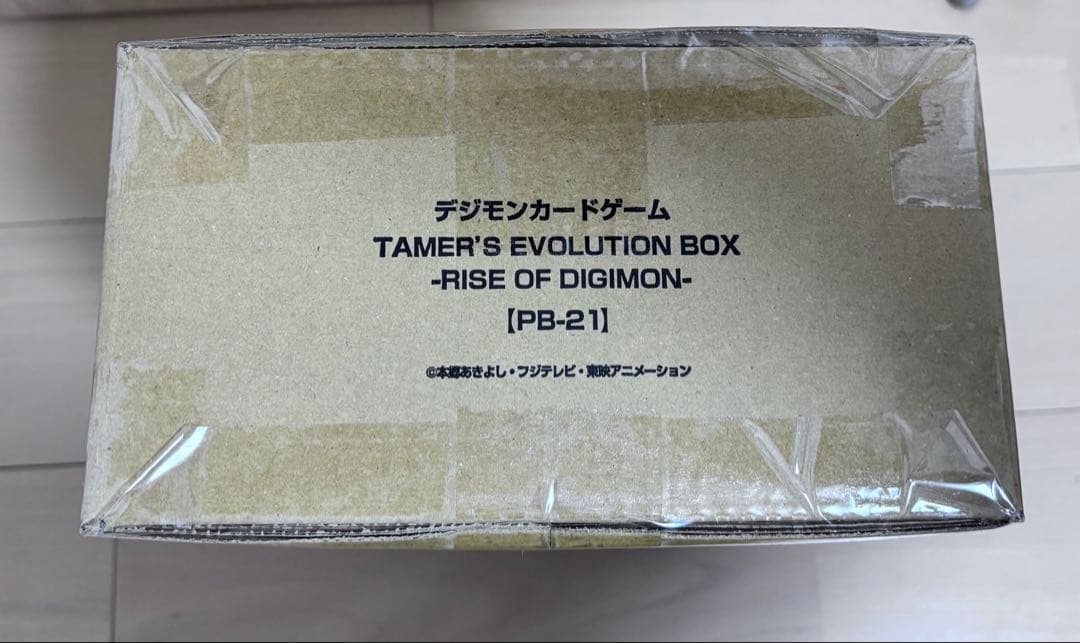 デジモンカードゲーム
TAMER'S EVOLUTION BOX
-RISE OF DIGIMON-
【PB-21】
©本郷あきよし・フジテレビ・東映アニメーション